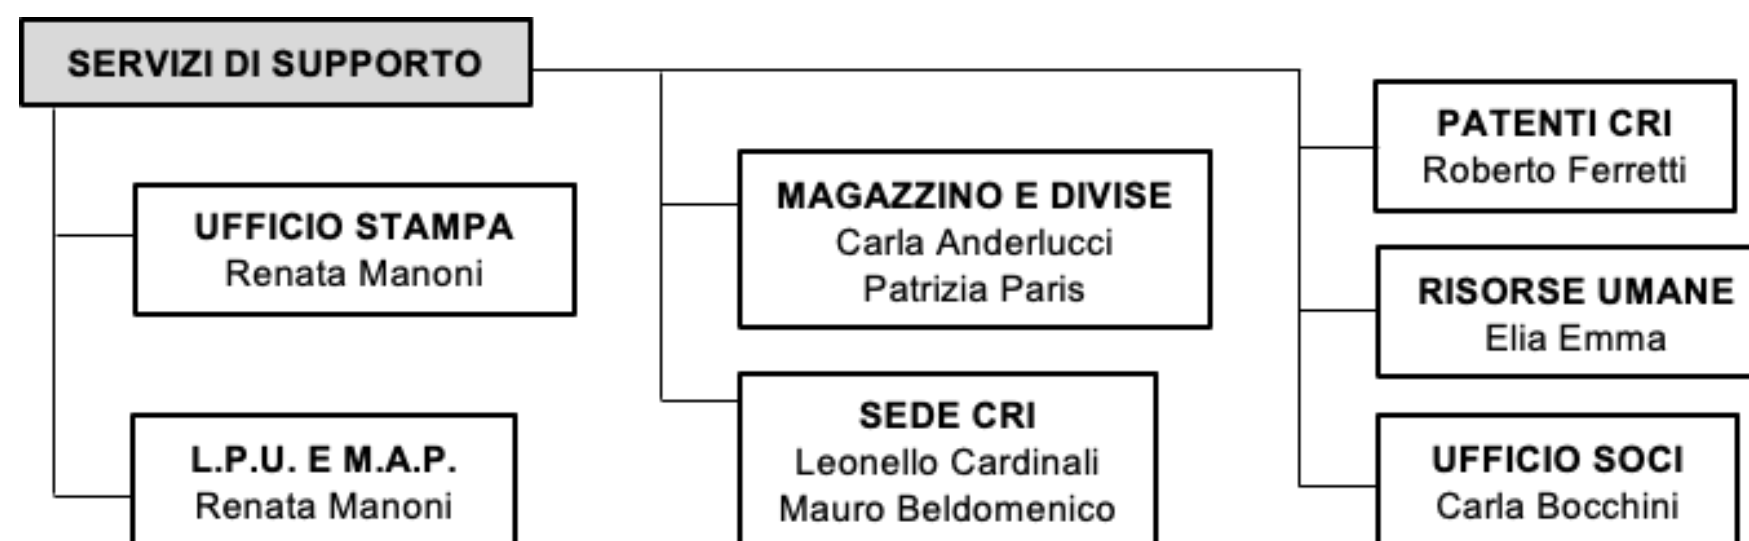 SERVIZI DI SUPPORTO
UFFICIO STAMPA
Renata Manoni
L.P.U. E M.A.P.
Renata Manoni
MAGAZZINO E DIVISE
Carla Anderlucci
Patrizia Paris
SEDE CRI
Leonello Cardinali
Mauro Beldomenico
PATENTI CRI
Roberto Ferretti
RISORSE UMANE
Elia Emma
UFFICIO SOCI
Carla Bocchini